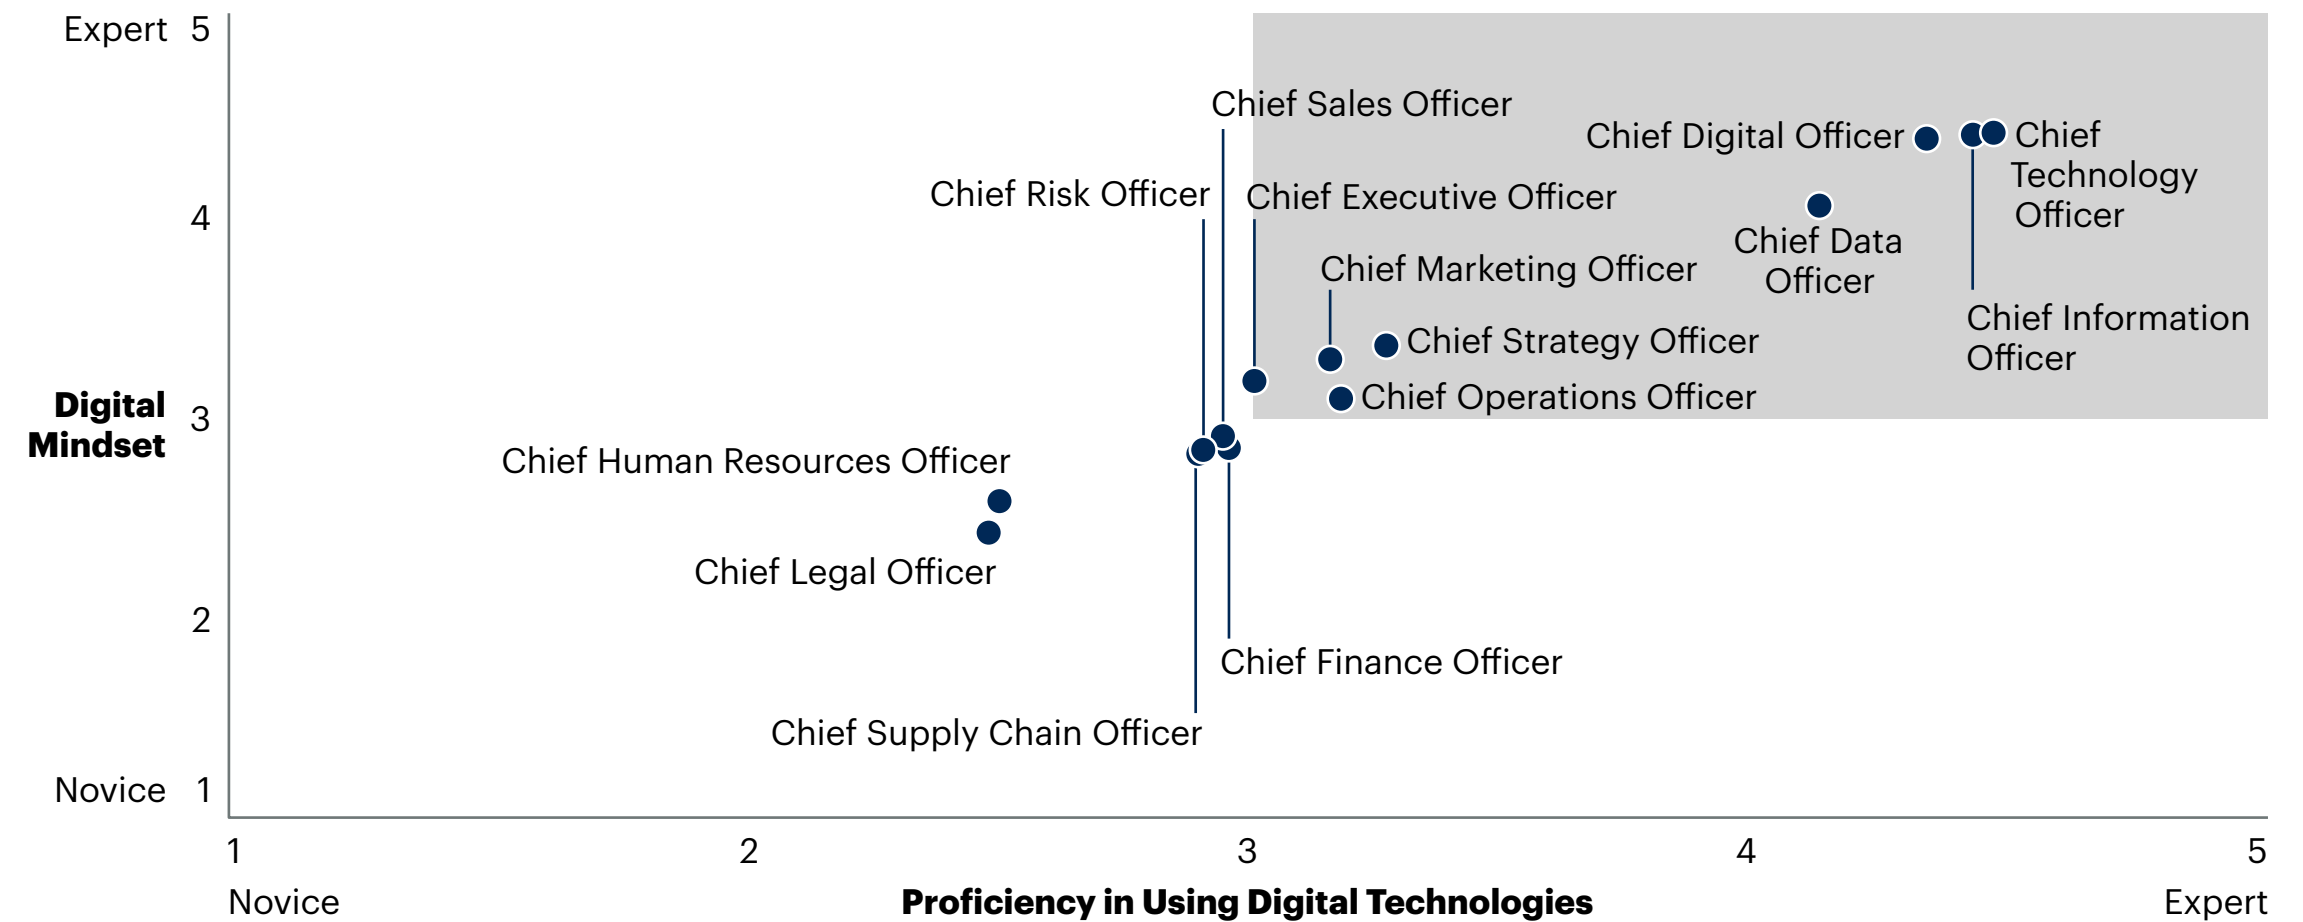 Expert 5
Chief Sales Officer
Chief Digital Officer
Chief
Technology
Officer
Chief Risk Officer
Chief Executive Officer
4
Chief Data
Officer
Chief Marketing Officer
Chief Information
Officer
Chief Strategy Officer
Chief Operations Officer
Digital
Mindset
3
Chief Human Resources Officer
Chief Legal Officer
2
Chief Finance Officer
Chief Supply Chain Officer
Novice 1
1 2 3 4 5
Novice Proficiency in Using Digital Technologies Expert